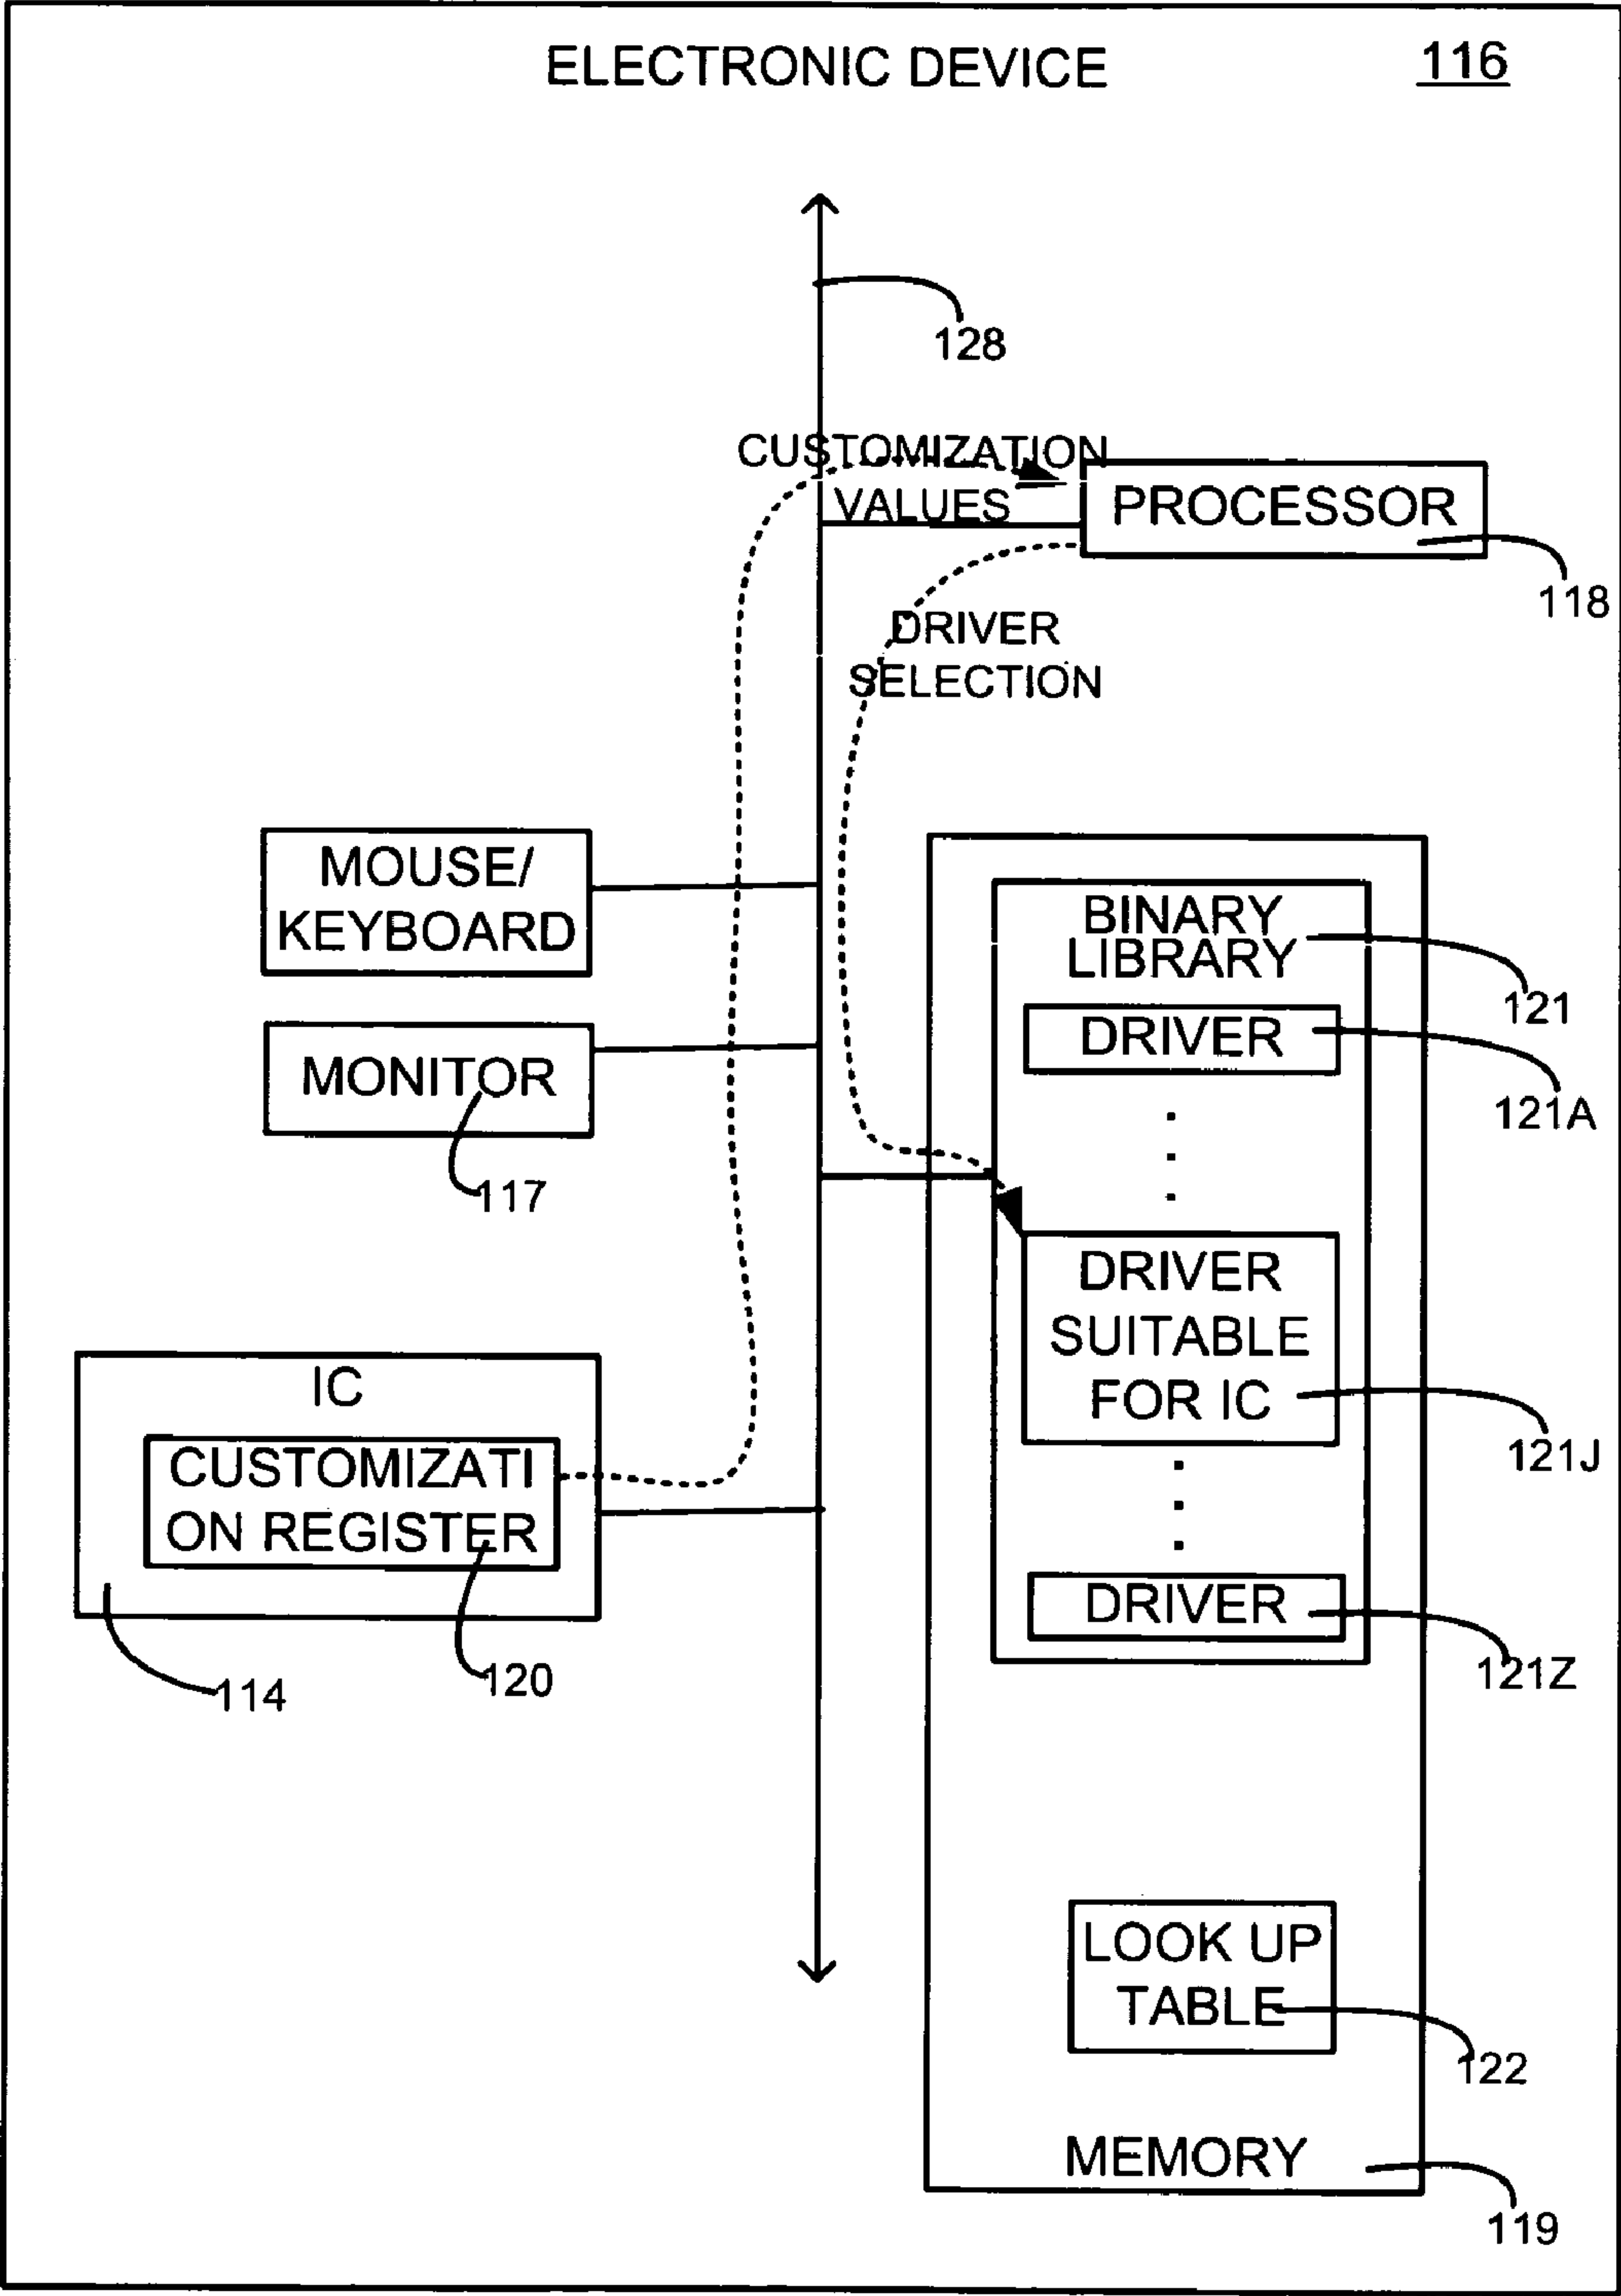 ELECTRONIC DEVICE
116
128
CUSTOMIZATION
VALUES
PROCESSOR
118
DRIVER
SELECTION
MOUSE/
KEYBOARD
BINARY
LIBRARY
121
DRIVER
121A
MONITOR
117
DRIVER
SUITABLE
FOR IC
121J
IC
CUSTOMIZATI
ON REGISTER
120
114
DRIVER
121Z
LOOK UP
TABLE
122
MEMORY
119